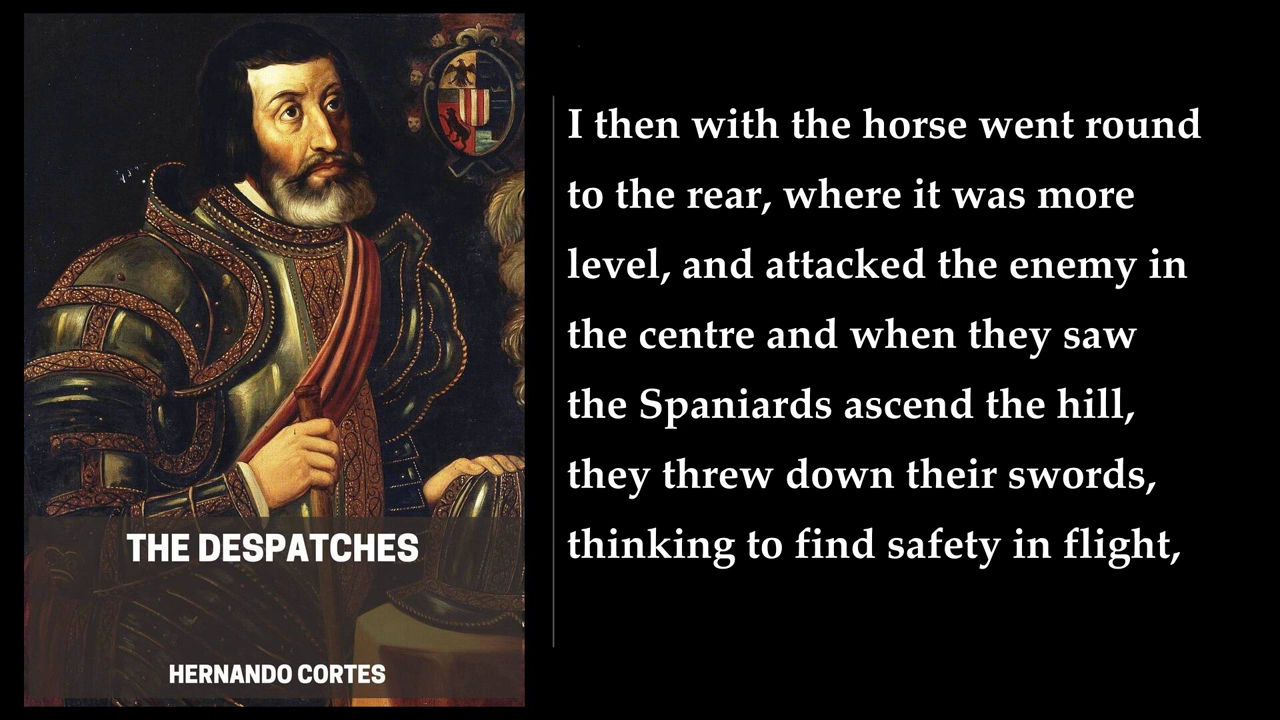 THE DESPATCHES
HERNANDO CORTES
I then with the horse went round
to the rear, where it was more
level, and attacked the enemy in
the centre and when they saw
the Spaniards ascend the hill,
they threw down their swords,
thinking to find safety in flight,